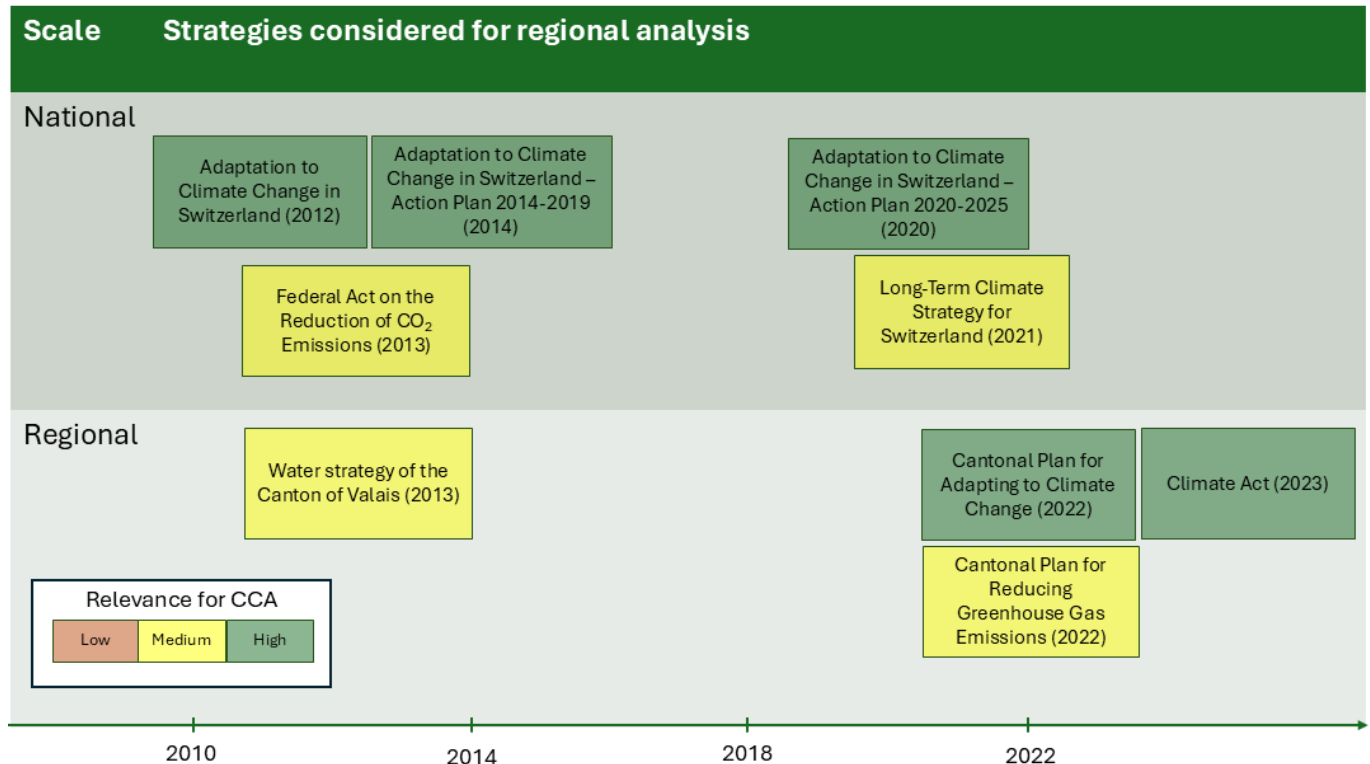 Scale Strategies considered for regional analysis
National
Adaptation to
Climate Change in
Switzerland (2012)
Adaptation to Climate
Change in Switzerland –
Action Plan 2014-2019
(2014)
Adaptation to Climate
Change in Switzerland –
Action Plan 2020-2025
(2020)
Federal Act on the
Reduction of CO₂
Emissions (2013)
Long-Term Climate
Strategy for
Switzerland (2021)
Regional
Water strategy of the
Canton of Valais (2013)
Cantonal Plan for
Adapting to Climate
Change (2022)
Climate Act (2023)
Cantonal Plan for
Reducing
Greenhouse Gas
Emissions (2022)
Relevance for CCA
Low Medium High
2010 2014 2018 2022